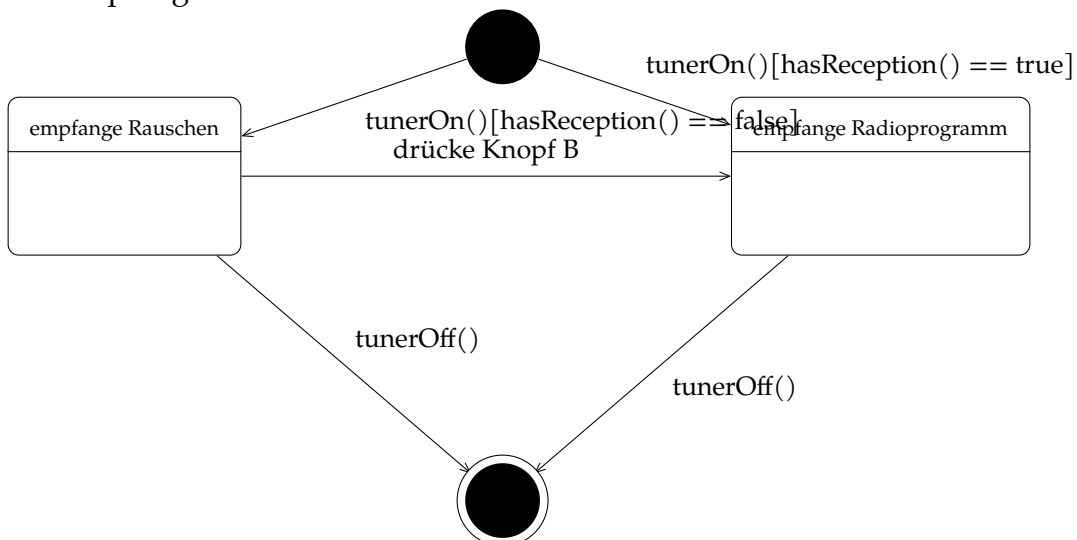 tunerOn()[hasReception() == true]
empfange Rauschen
tunerOn()[hasReception() == false]
empfange Radioprogramm
drücke Knopf B
tunerOff()
tunerOff()